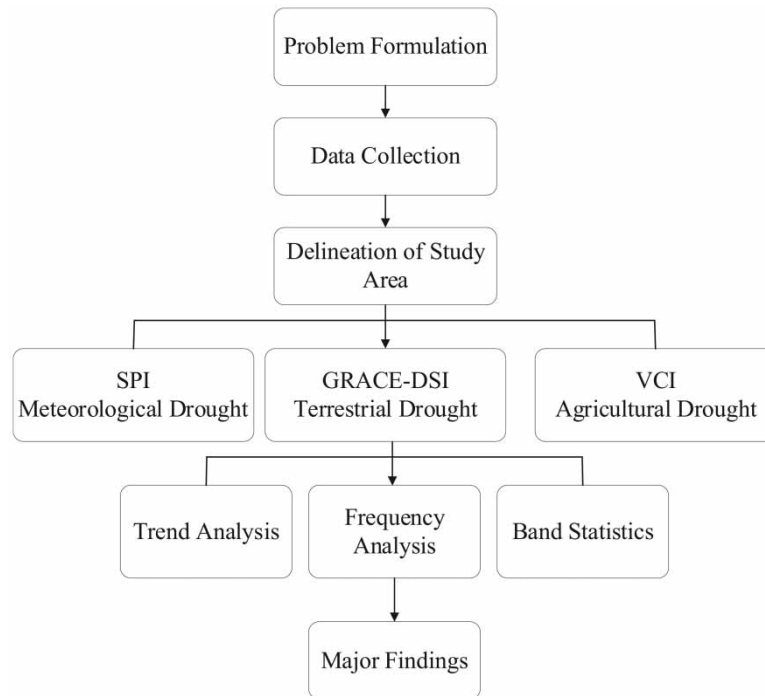 Problem Formulation
Data Collection
Delineation of Study
Area
SPI
Meteorological Drought
GRACE-DSI
Terrestrial Drought
VCI
Agricultural Drought
Trend Analysis
Frequency
Analysis
Band Statistics
Major Findings